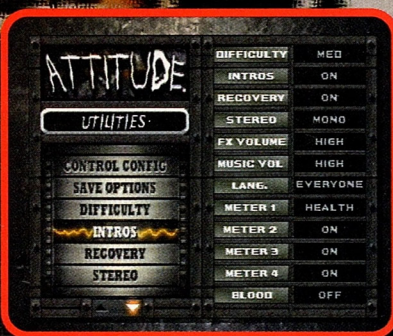 ATTITUDE.
UTILITIES
CONTROL CONFIG
SAVE OPTIONS
DIFFICULTY
INTROS
RECOVERY
STEREO
DIFFICULTY MED
INTROS ON
RECOVERY ON
STEREO MONO
FX VOLUME HIGH
MUSIC VOL HIGH
LANG. EVERYONE
METER 1 HEALTH
METER 2 ON
METER 3 ON
METER 4 ON
BLOOD OFF